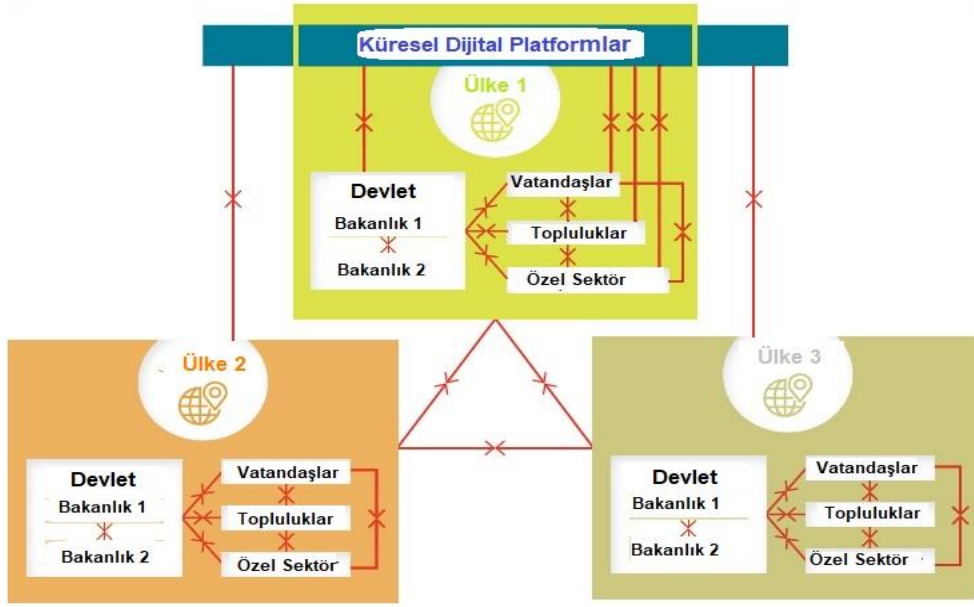 Küresel Dijital Platformlar
Ülke 1
Devlet
Bakanlık 1
Bakanlık 2
Vatandaşlar
Topluluklar
Özel Sektör
Ülke 2
Devlet
Bakanlık 1
Bakanlık 2
Vatandaşlar
Topluluklar
Özel Sektör
Ülke 3
Devlet
Bakanlık 1
Bakanlık 2
Vatandaşlar
Topluluklar
Özel Sektör